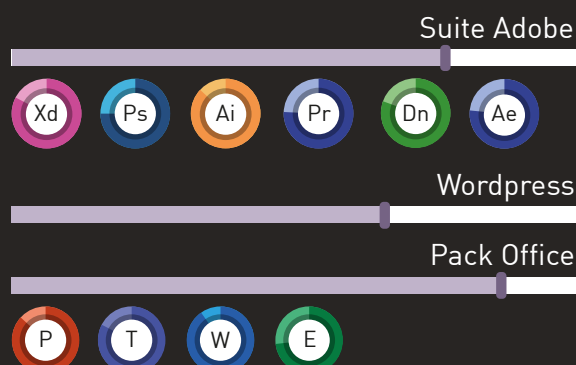 Suite Adobe
Xd Ps Ai Pr Dn Ae
Wordpress
Pack Office
P T W E